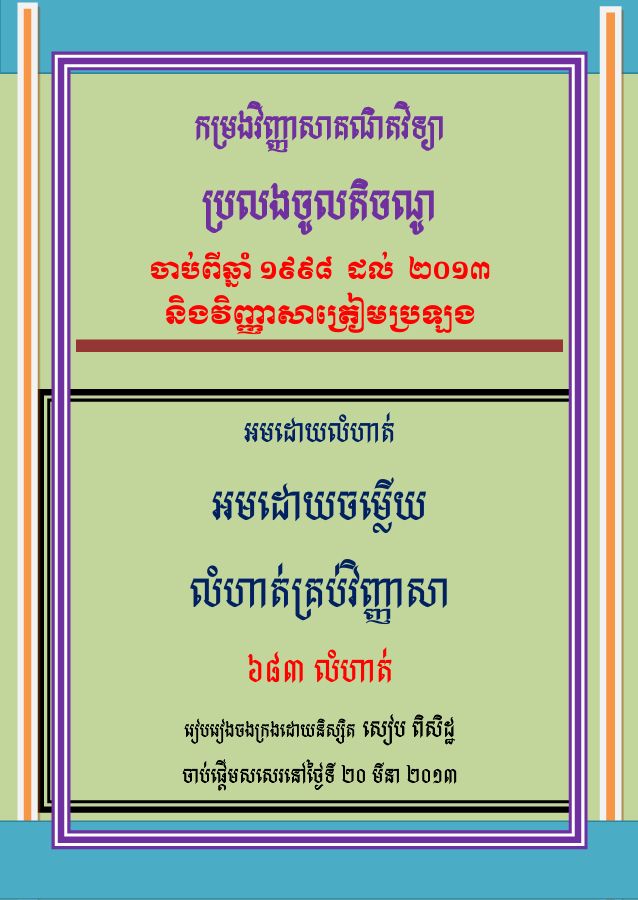 កម្រងវិញ្ញាសាគណិតវិទ្យា
ប្រលងចូលតិចណូ
ចាប់ពីឆ្នាំ ១៩៩៨ ដល់ ២០១៣
និងវិញ្ញាសាត្រៀមប្រឡង
អមដោយលំហាត់
អមដោយចម្លើយ
លំហាត់គ្រប់វិញ្ញាសា
៦៨៣ លំហាត់
រៀបរៀងចងក្រងដោយនិស្សិត សៀប ពិសិដ្ឋ
ចាប់ផ្តើមសសេរនៅថ្ងៃទី ២០ មីនា ២០១៣